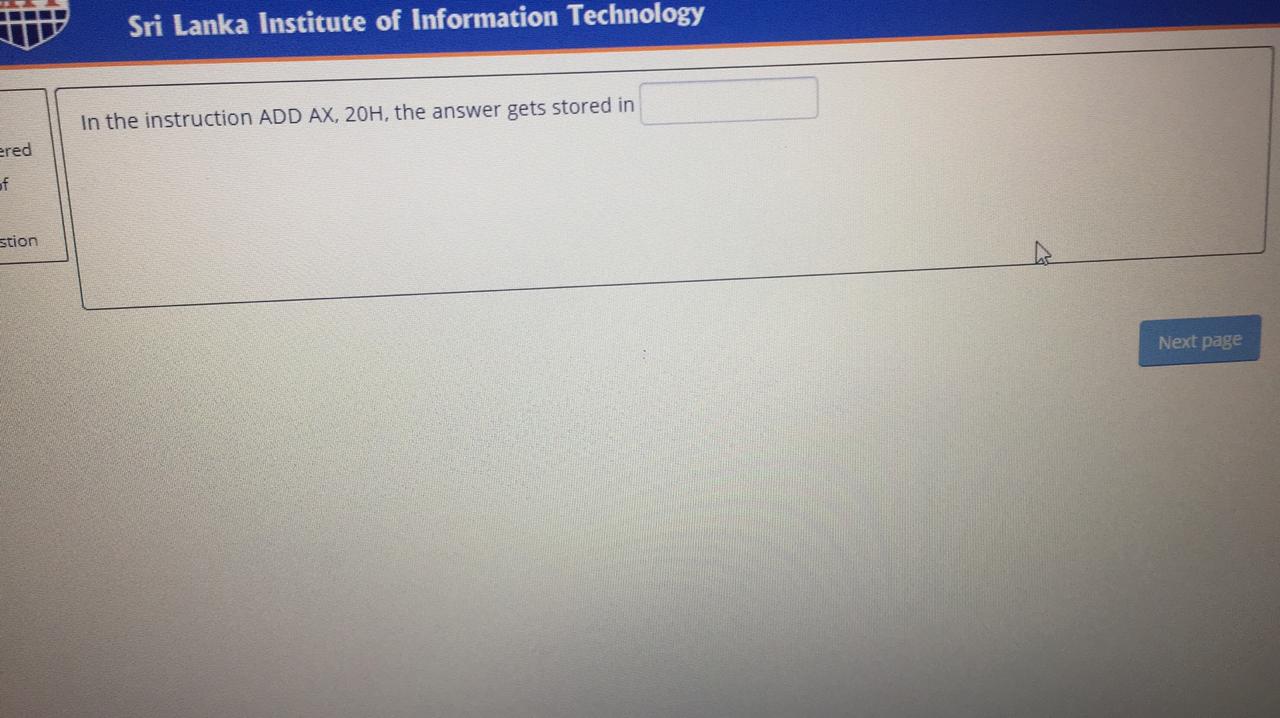 Sri Lanka Institute of Information Technology
In the instruction ADD AX, 20H, the answer gets stored in
ered
of
stion
Next page